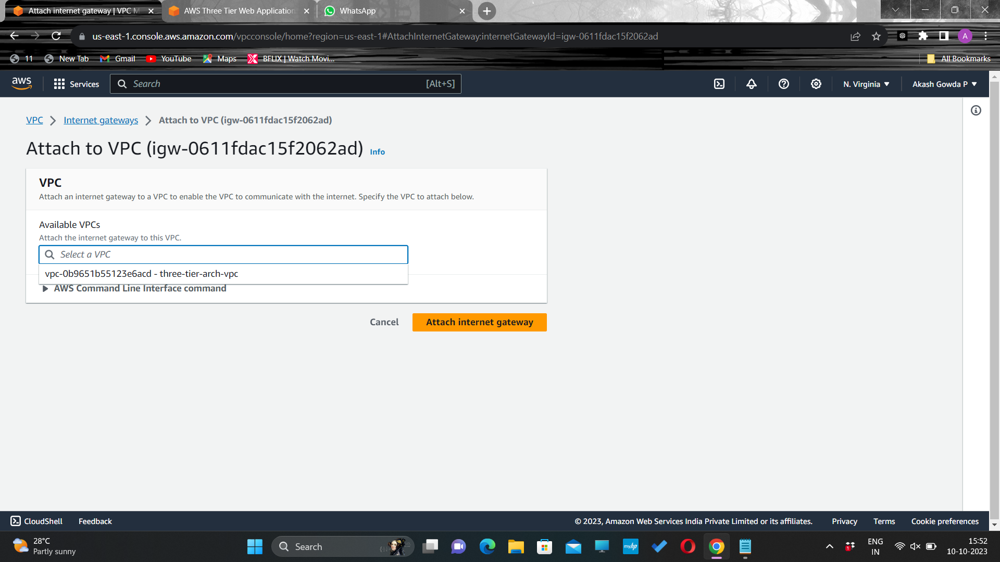 Attach internet gateway | VPC M
AWS Three Tier Web Application
WhatsApp
us-east-1.console.aws.amazon.com/vpcconsole/home?region=us-east-1#AttachInternetGateway:internetGatewayId=igw-0611fdac15f2062ad
A
11
New Tab
Gmail
YouTube
Maps
BFLIX | Watch Movi...
All Bookmarks
aws
Services
Search
[Alt+S]
N. Virginia
Akash Gowda P
VPC
Internet gateways
Attach to VPC (igw-0611fdac15f2062ad)
Attach to VPC (igw-0611fdac15f2062ad) Info
VPC
Attach an internet gateway to a VPC to enable the VPC to communicate with the internet. Specify the VPC to attach below.
Available VPCs
Attach the internet gateway to this VPC.
Select a VPC
vpc-0b9651b55123e6acd - three-tier-arch-vpc
AWS Command Line Interface command
Cancel
Attach internet gateway
CloudShell
Feedback
© 2023, Amazon Web Services India Private Limited or its affiliates.
Privacy
Terms
Cookie preferences
28°C
Partly sunny
Search
myhp
1
ENG
IN
15:52
10-10-2023